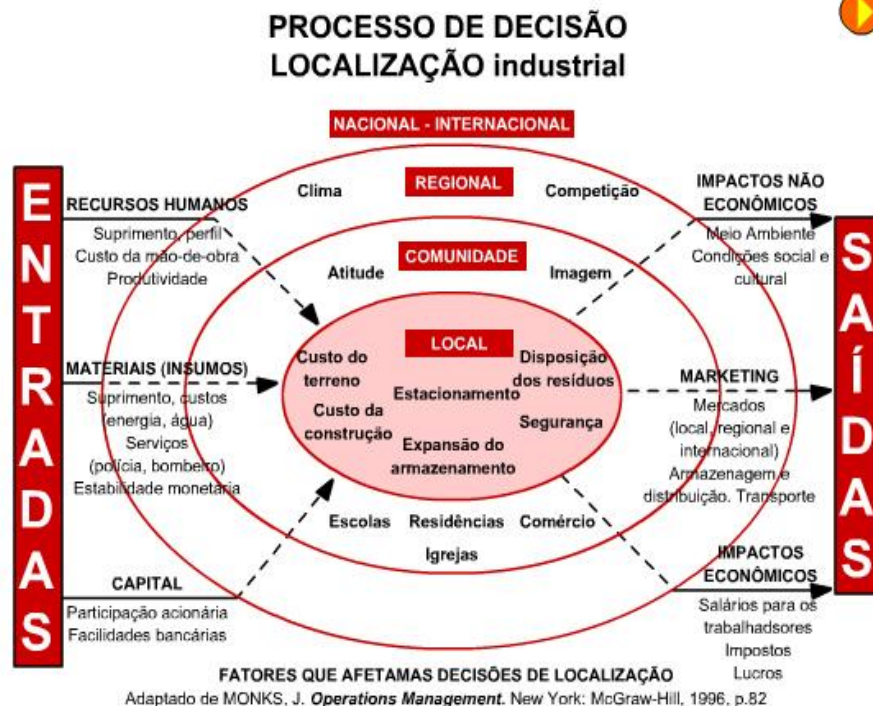 PROCESSO DE DECISÃO
LOCALIZAÇÃO industrial
NACIONAL - INTERNACIONAL
REGIONAL
Clima
Competição
COMUNIDADE
Atitude
Imagem
LOCAL
Custo do
terreno
Disposição
dos resíduos
Estacionamento
Custo da
construção
Segurança
Expansão do
armazenamento
Escolas Residências Comércio
Igrejas
ENTRADAS
RECURSOS HUMANOS
Suprimento, perfil
Custo da mão-de-obra
Produtividade
MATERIAIS (INSUMOS)
Suprimento, custos
(energia, água)
Serviços
(polícia, bombeiro)
Estabilidade monetária
CAPITAL
Participação acionária
Facilidades bancárias
IMPACTOS NÃO
ECONÔMICOS
Meio Ambiente
Condições social e
cultural
MARKETING
Mercados
(local, regional e
internacional)
Armazenagem e
distribuição. Transporte
IMPACTOS
ECONÔMICOS
Salários para os
trabalhadsores
Impostos
Lucros
SAÍDAS
FATORES QUE AFETAMAS DECISÕES DE LOCALIZAÇÃO
Adaptado de MONKS, J. Operations Management. New York: McGraw-Hill, 1996, p.82